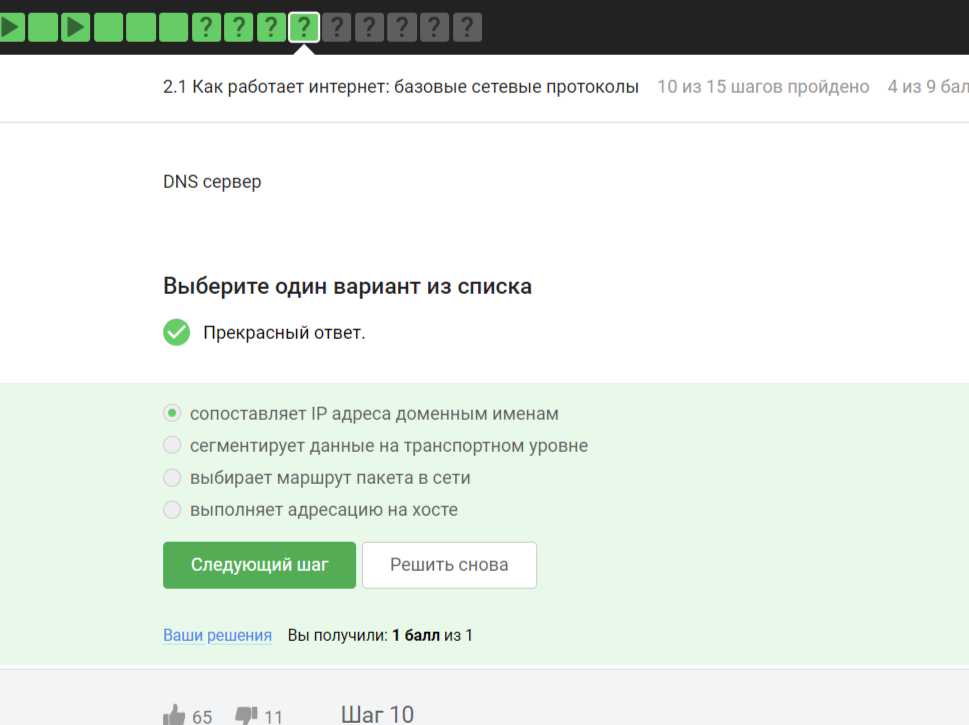 ? ? ? ? ? ? ? ? ?
2.1 Как работает интернет: базовые сетевые протоколы 10 из 15 шагов пройдено 4 из 9
DNS сервер
Выберите один вариант из списка
Прекрасный ответ.
сопоставляет IP адреса доменным именам
сегментирует данные на транспортном уровне
выбирает маршрут пакета в сети
выполняет адресацию на хосте
Следующий шаг Решить снова
Ваши решения Вы получили: 1 балл из 1
65 11 Шаг 10